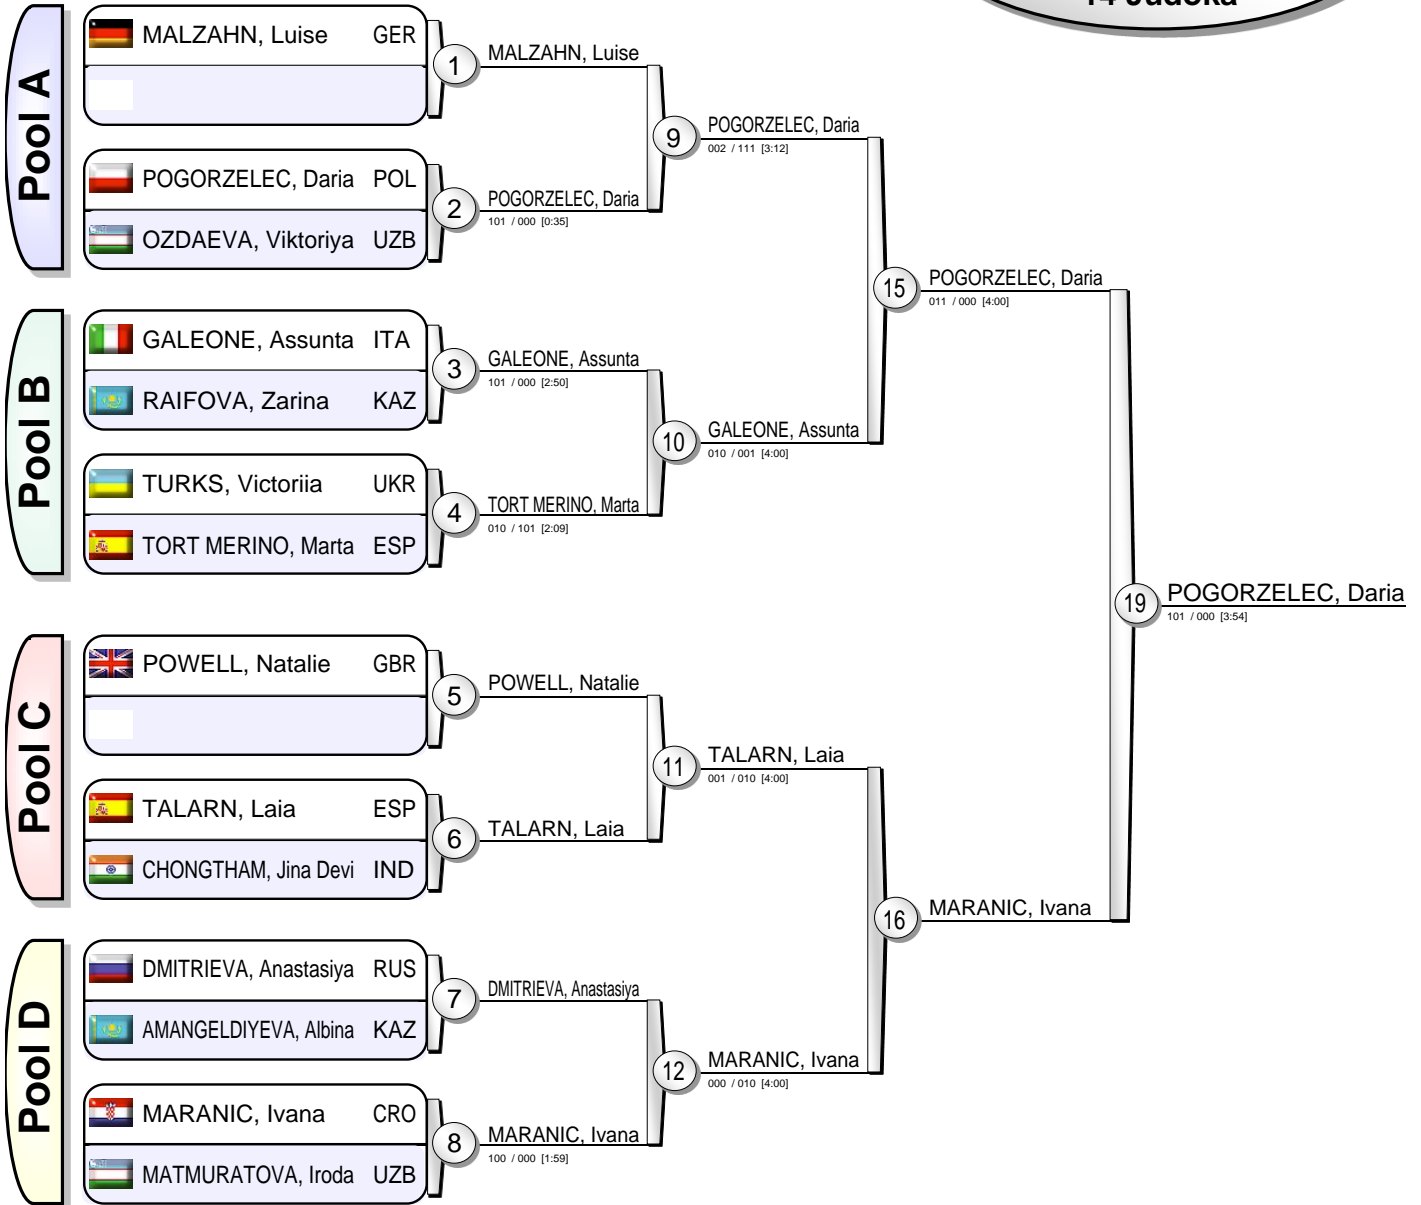 14 Judoka
Pool A
MALZAHN, Luise GER
POGORZELEC, Daria POL
OZDAEVA, Viktoriya UZB
Pool B
GALEONE, Assunta ITA
RAIFOVA, Zarina KAZ
TURKS, Victoriia UKR
TORT MERINO, Marta ESP
Pool C
POWELL, Natalie GBR
TALARN, Laia ESP
CHONGTHAM, Jina Devi IND
Pool D
DMITRIEVA, Anastasiya RUS
AMANGELDIYEVA, Albina KAZ
MARANIC, Ivana CRO
MATMURATOVA, Iroda UZB
1 MALZAHN, Luise
2 POGORZELEC, Daria
101 / 000 [0:35]
3 GALEONE, Assunta
101 / 000 [2:50]
4 TORT MERINO, Marta
010 / 101 [2:09]
5 POWELL, Natalie
6 TALARN, Laia
7 DMITRIEVA, Anastasiya
8 MARANIC, Ivana
100 / 000 [1:59]
9 POGORZELEC, Daria
002 / 111 [3:12]
10 GALEONE, Assunta
010 / 001 [4:00]
11 TALARN, Laia
001 / 010 [4:00]
12 MARANIC, Ivana
000 / 010 [4:00]
15 POGORZELEC, Daria
011 / 000 [4:00]
16 MARANIC, Ivana
19 POGORZELEC, Daria
101 / 000 [3:54]